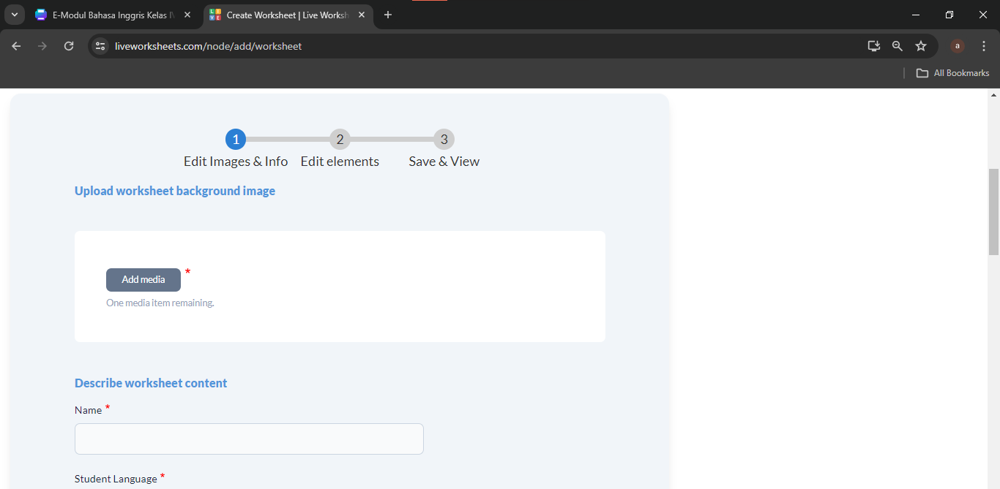 E-Modul Bahasa Inggris Kelas IV
Create Worksheet | Live Worksh
liveworksheets.com/node/add/worksheet
a
All Bookmarks
1 2 3
Edit Images & Info Edit elements Save & View
Upload worksheet background image
Add media *
One media item remaining.
Describe worksheet content
Name *
Student Language *